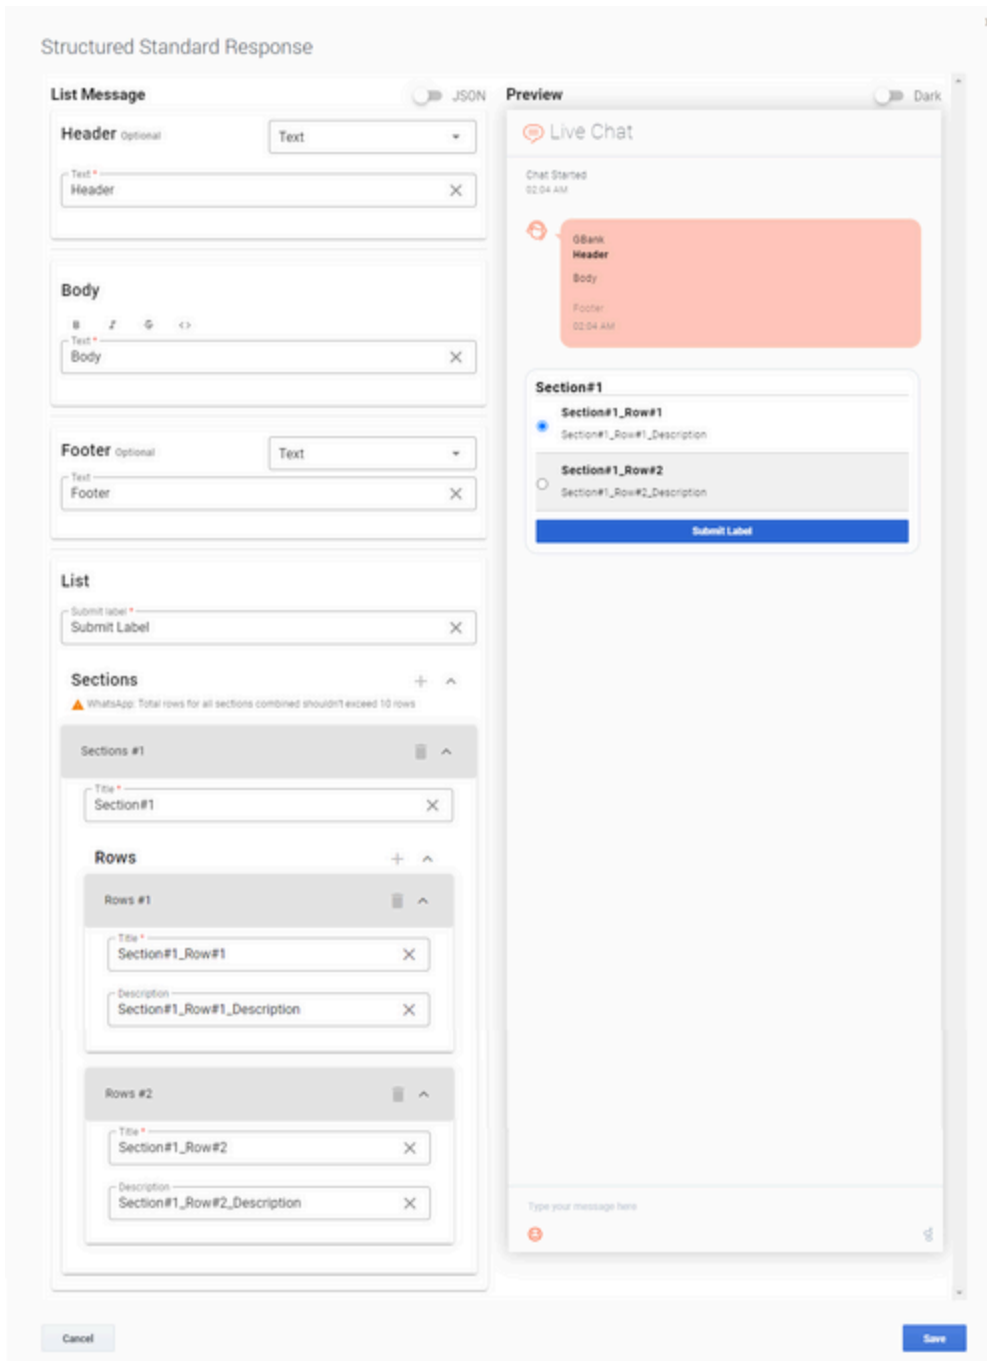 Structured Standard Response
List Message
JSON
Header Optional
Text
Text *
Header
Body
B I S <>
Text *
Body
Footer Optional
Text
Text
Footer
List
Submit label *
Submit Label
Sections
WhatsApp: Total rows for all sections combined shouldn't exceed 10 rows
Sections #1
Title *
Section#1
Rows
Rows #1
Title *
Section#1_Row#1
Description
Section#1_Row#1_Description
Rows #2
Title *
Section#1_Row#2
Description
Section#1_Row#2_Description
Preview
Dark
Live Chat
Chat Started
02:04 AM
GBank
Header
Body
Footer
02:04 AM
Section#1
Section#1_Row#1
Section#1_Row#1_Description
Section#1_Row#2
Section#1_Row#2_Description
Submit Label
Type your message here
Cancel
Save